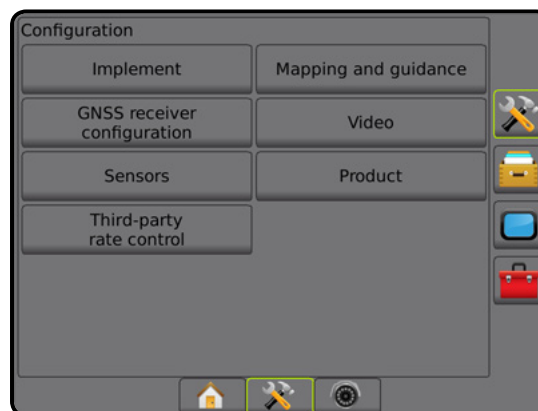 Configuration
Implement
Mapping and guidance
GNSS receiver
configuration
Video
Sensors
Product
Third-party
rate control